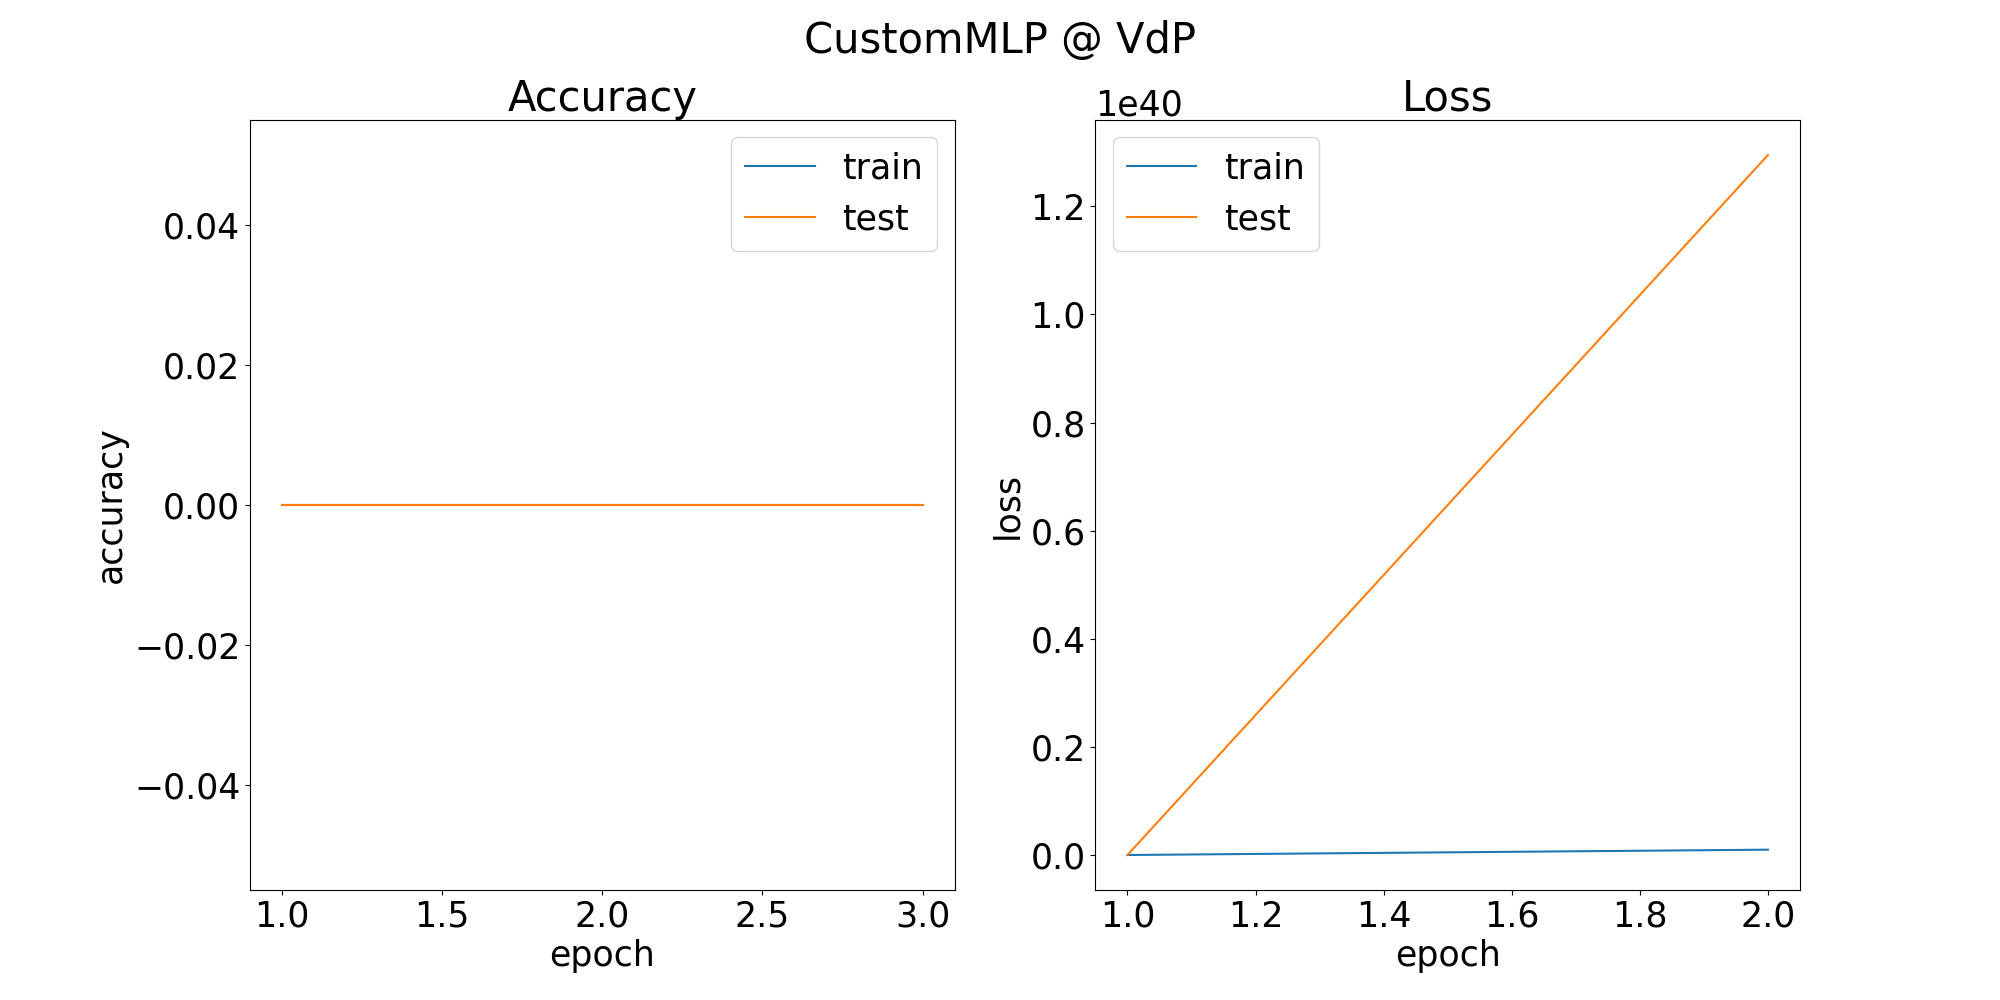 CustomMLP @ VdP
Accuracy
train
test
0.04
0.02
0.00
−0.02
−0.04
accuracy
1.0 1.5 2.0 2.5 3.0
epoch
Loss
1e40
train
test
1.2
1.0
0.8
0.6
0.4
0.2
0.0
loss
1.0 1.2 1.4 1.6 1.8 2.0
epoch